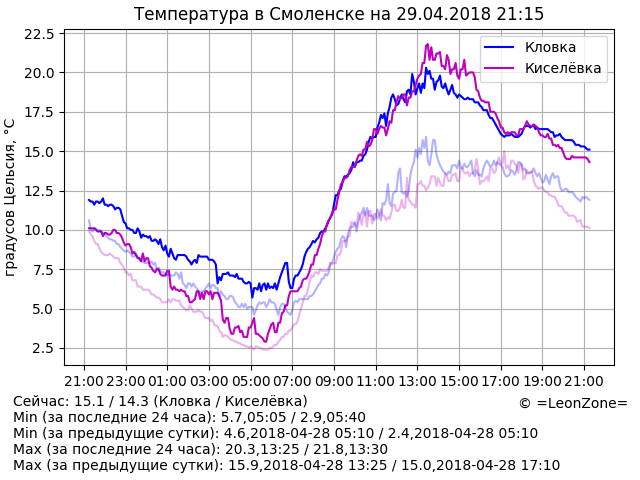 Температура в Смоленске на 29.04.2018 21:15
22.5
20.0
17.5
15.0
12.5
10.0
7.5
5.0
2.5
градусов Цельсия, °C
Кловка
Киселёвка
21:00 23:00 01:00 03:00 05:00 07:00 09:00 11:00 13:00 15:00 17:00 19:00 21:00
Сейчас: 15.1 / 14.3 (Кловка / Киселёвка)
© =LeonZone=
Min (за последние 24 часа): 5.7,05:05 / 2.9,05:40
Min (за предыдущие сутки): 4.6,2018-04-28 05:10 / 2.4,2018-04-28 05:10
Max (за последние 24 часа): 20.3,13:25 / 21.8,13:30
Max (за предыдущие сутки): 15.9,2018-04-28 13:25 / 15.0,2018-04-28 17:10